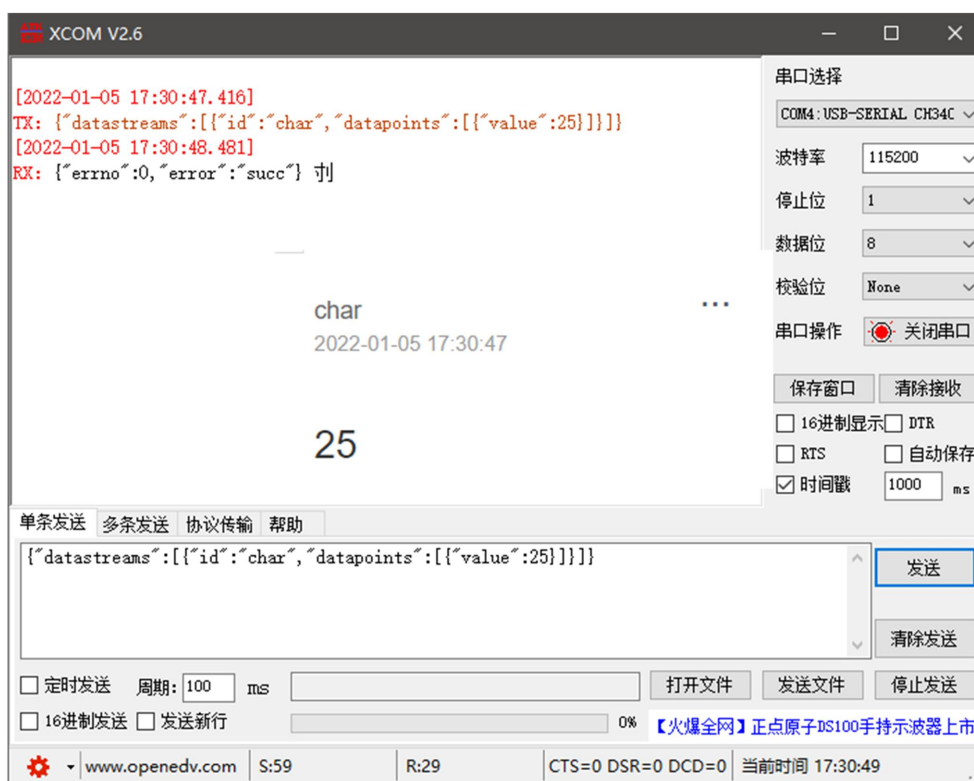 XCOM V2.6
[2022-01-05 17:30:47.416]
TX: {"datastreams":[{"id":"char","datapoints":[{"value":25}]}]}
[2022-01-05 17:30:48.481]
RX: {"errno":0,"error":"succ"}
char
2022-01-05 17:30:47
25
串口选择
COM4:USB-SERIAL CH34C
波特率 115200
停止位 1
数据位 8
校验位 None
串口操作 关闭串口
保存窗口 清除接收
16进制显示 DTR
RTS 自动保存
时间戳 1000 ms
单条发送 多条发送 协议传输 帮助
{"datastreams":[{"id":"char","datapoints":[{"value":25}]}]}
发送
清除发送
定时发送 周期: 100 ms 打开文件 发送文件 停止发送
16进制发送 发送新行 0% 【火爆全网】正点原子DS100手持示波器上市
www.openedv.com S:59 R:29 CTS=0 DSR=0 DCD=0 当前时间 17:30:49